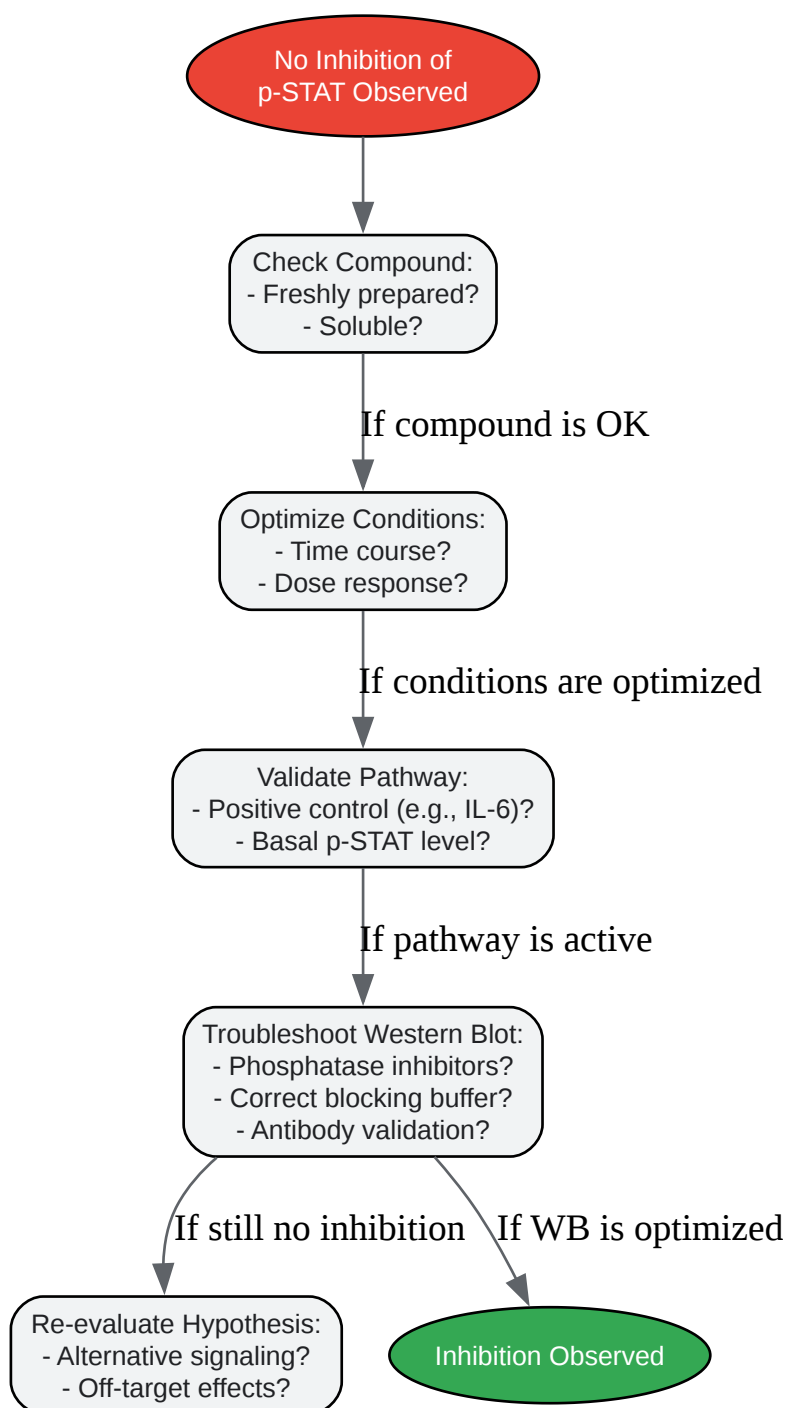 No Inhibition of
p-STAT Observed
Check Compound:
- Freshly prepared?
- Soluble?
If compound is OK
Optimize Conditions:
- Time course?
- Dose response?
If conditions are optimized
Validate Pathway:
- Positive control (e.g., IL-6)?
- Basal p-STAT level?
If pathway is active
Troubleshoot Western Blot:
- Phosphatase inhibitors?
- Correct blocking buffer?
- Antibody validation?
If still no inhibition
If WB is optimized
Re-evaluate Hypothesis:
- Alternative signaling?
- Off-target effects?
Inhibition Observed